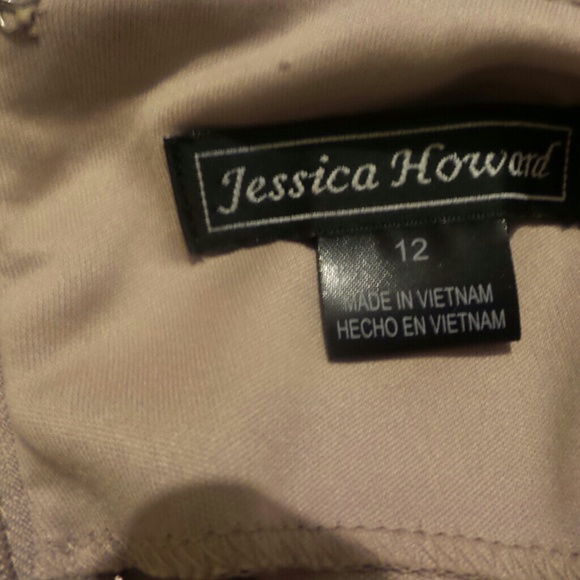 Jessica Howard
12
MADE IN VIETNAM
HECHO EN VIETNAM